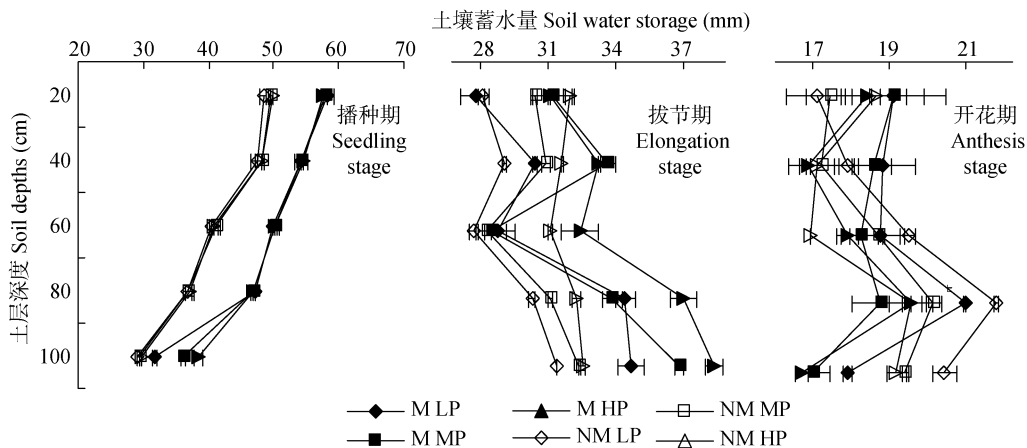 土壤蓄水量 Soil water storage (mm)
20 30 40 50 60 70
28 31 34 37
17 19 21
土层深度 Soil depths (cm)
20
40
60
80
100
播种期
Seedling
stage
拔节期
Elongation
stage
开花期
Anthesis
stage
M LP M HP NM MP
M MP NM LP NM HP